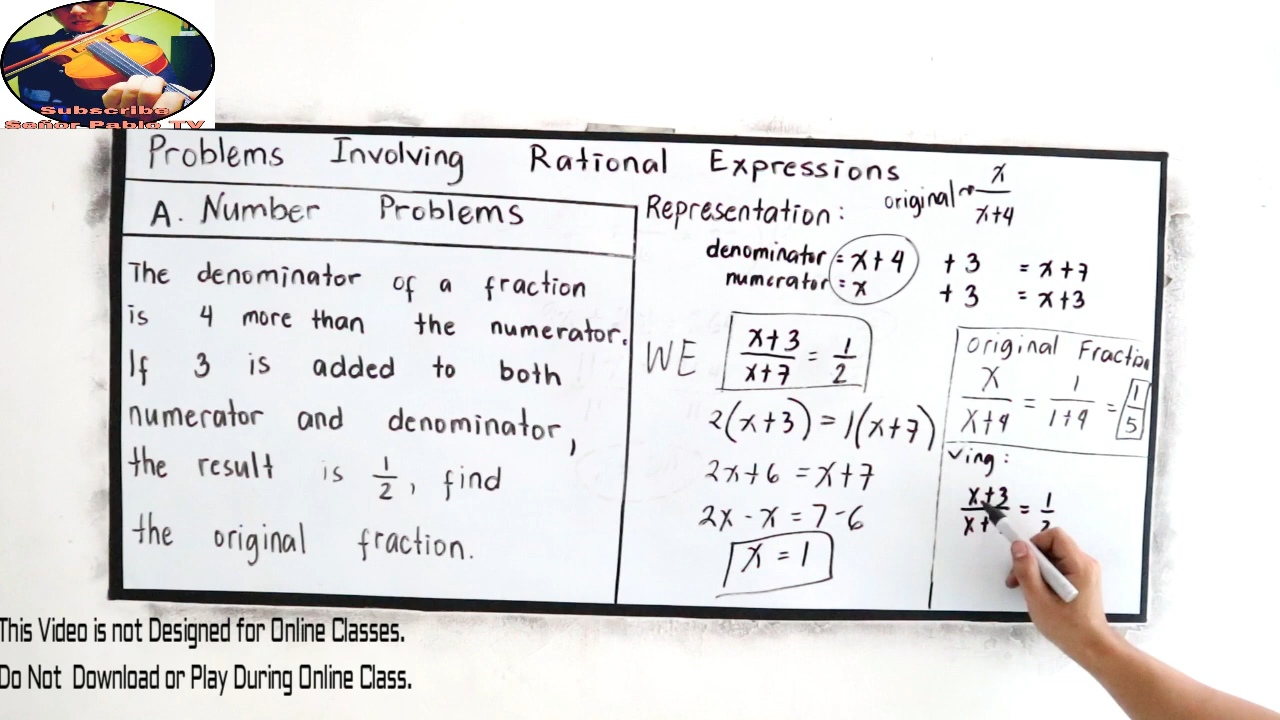 Subscribe
Señor Pablo TV
Problems Involving Rational Expressions
A. Number Problems
The denominator of a fraction
is 4 more than the numerator.
If 3 is added to both
numerator and denominator,
the result is 1/2, find
the original fraction.
Representation: original → x/(x+4)
denominator = x+4 +3 = x+7
numerator = x +3 = x+3
WE (x+3)/(x+7) = 1/2
2(x+3) = 1(x+7)
2x+6 = x+7
2x-x = 7-6
x = 1
Original Fraction
x/(x+4) = 1/(1+4) = 1/5
ving:
x+3
x+ = 1/2
This Video is not Designed for Online Classes.
Do Not Download or Play During Online Class.